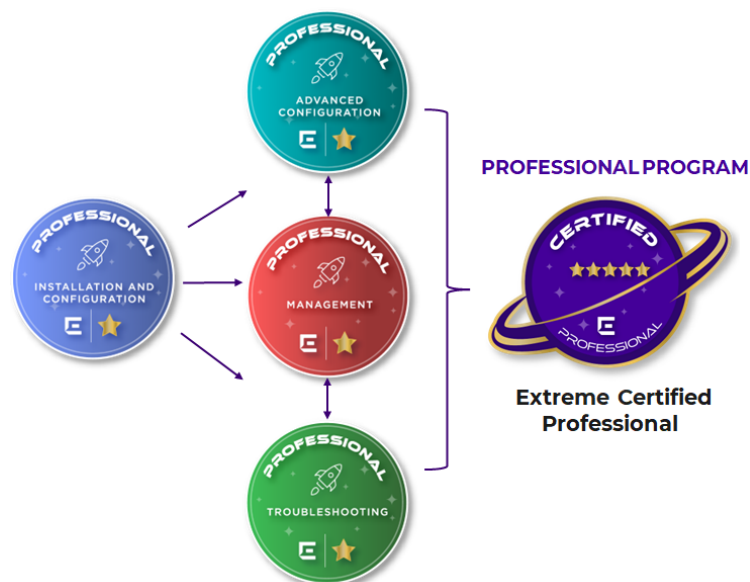 PROFESSIONAL
ADVANCED
CONFIGURATION
E
PROFESSIONAL
INSTALLATION AND
CONFIGURATION
E
PROFESSIONAL
MANAGEMENT
E
PROFESSIONAL
TROUBLESHOOTING
E
PROFESSIONAL PROGRAM
CERTIFIED
E
PROFESSIONAL
Extreme Certified
Professional